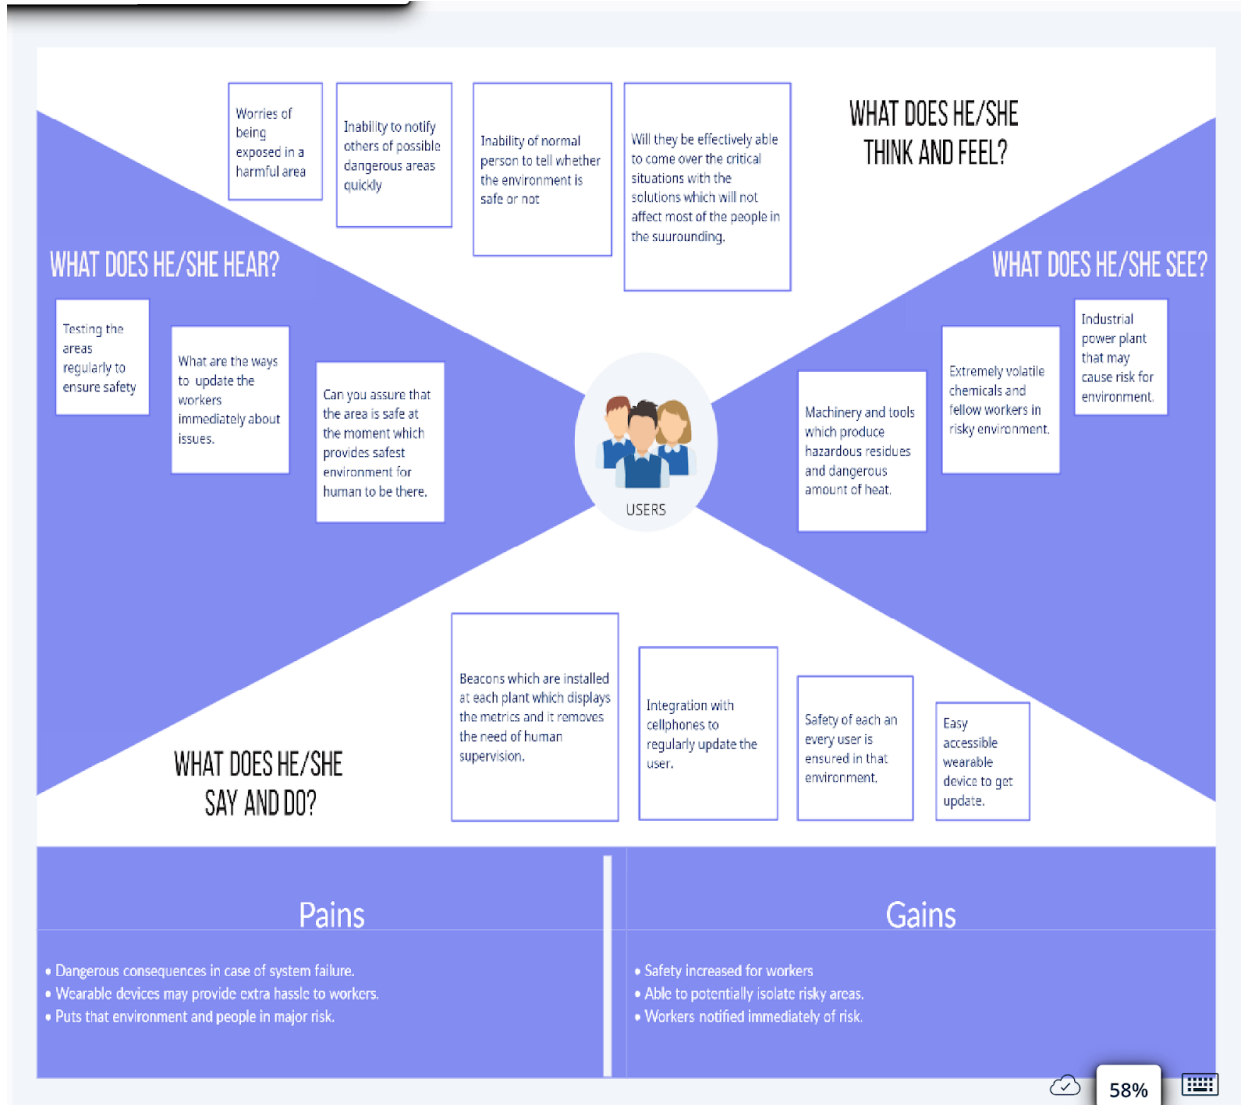 WHAT DOES HE/SHE
THINK AND FEEL?
Worries of
being
exposed in a
harmful area
Inability to notify
others of possible
dangerous areas
quickly
Inability of normal
person to tell whether
the environment is
safe or not
Will they be effectively able
to come over the critical
situations with the
solutions which will not
affect most of the people in
the suurounding.
WHAT DOES HE/SHE HEAR?
Testing the
areas
regularly to
ensure safety
What are the ways
to update the
workers
immediately about
issues.
Can you assure that
the area is safe at
the moment which
provides safest
environment for
human to be there.
USERS
WHAT DOES HE/SHE SEE?
Machinery and tools
which produce
hazardous residues
and dangerous
amount of heat.
Extremely volatile
chemicals and
fellow workers in
risky environment.
Industrial
power plant
that may
cause risk for
environment.
WHAT DOES HE/SHE
SAY AND DO?
Beacons which are installed
at each plant which displays
the metrics and it removes
the need of human
supervision.
Integration with
cellphones to
regularly update the
user.
Safety of each an
every user is
ensured in that
environment.
Easy
accessible
wearable
device to get
update.
Pains
• Dangerous consequences in case of system failure.
• Wearable devices may provide extra hassle to workers.
• Puts that environment and people in major risk.
Gains
• Safety increased for workers
• Able to potentially isolate risky areas.
• Workers notified immediately of risk.
58%